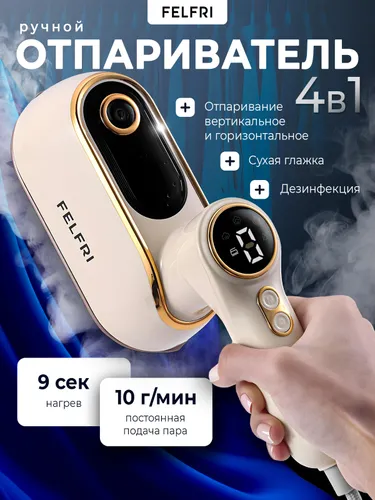 FELFRI
ручной
ОТПАРИВАТЕЛЬ
4в1
+ Отпаривание
вертикальное
и горизонтальное
+ Сухая глажка
+ Дезинфекция
FELFRI
9 сек
нагрев
10 г/мин
постоянная
подача пара